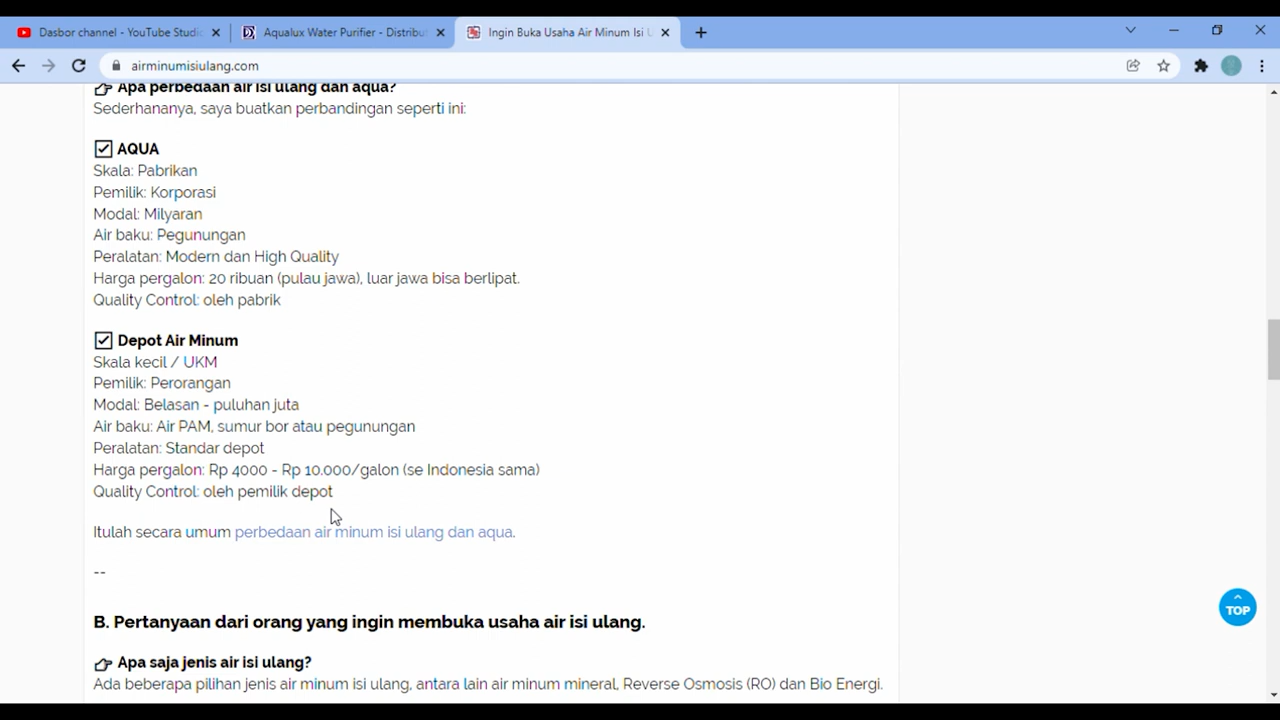 Dasbor channel - YouTube Studio
Aqualux Water Purifier - Distribut
Ingin Buka Usaha Air Minum Isi U
airminumisiulang.com
Apa perbedaan air isi ulang dan aqua?
Sederhananya, saya buatkan perbandingan seperti ini:
AQUA
Skala: Pabrikan
Pemilik: Korporasi
Modal: Milyaran
Air baku: Pegunungan
Peralatan: Modern dan High Quality
Harga pergalon: 20 ribuan (pulau jawa), luar jawa bisa berlipat.
Quality Control: oleh pabrik
Depot Air Minum
Skala kecil / UKM
Pemilik: Perorangan
Modal: Belasan - puluhan juta
Air baku: Air PAM, sumur bor atau pegunungan
Peralatan: Standar depot
Harga pergalon: Rp 4000 - Rp 10.000/galon (se Indonesia sama)
Quality Control: oleh pemilik depot
Itulah secara umum perbedaan air minum isi ulang dan aqua.
--
TOP
B. Pertanyaan dari orang yang ingin membuka usaha air isi ulang.
Apa saja jenis air isi ulang?
Ada beberapa pilihan jenis air minum isi ulang, antara lain air minum mineral, Reverse Osmosis (RO) dan Bio Energi.